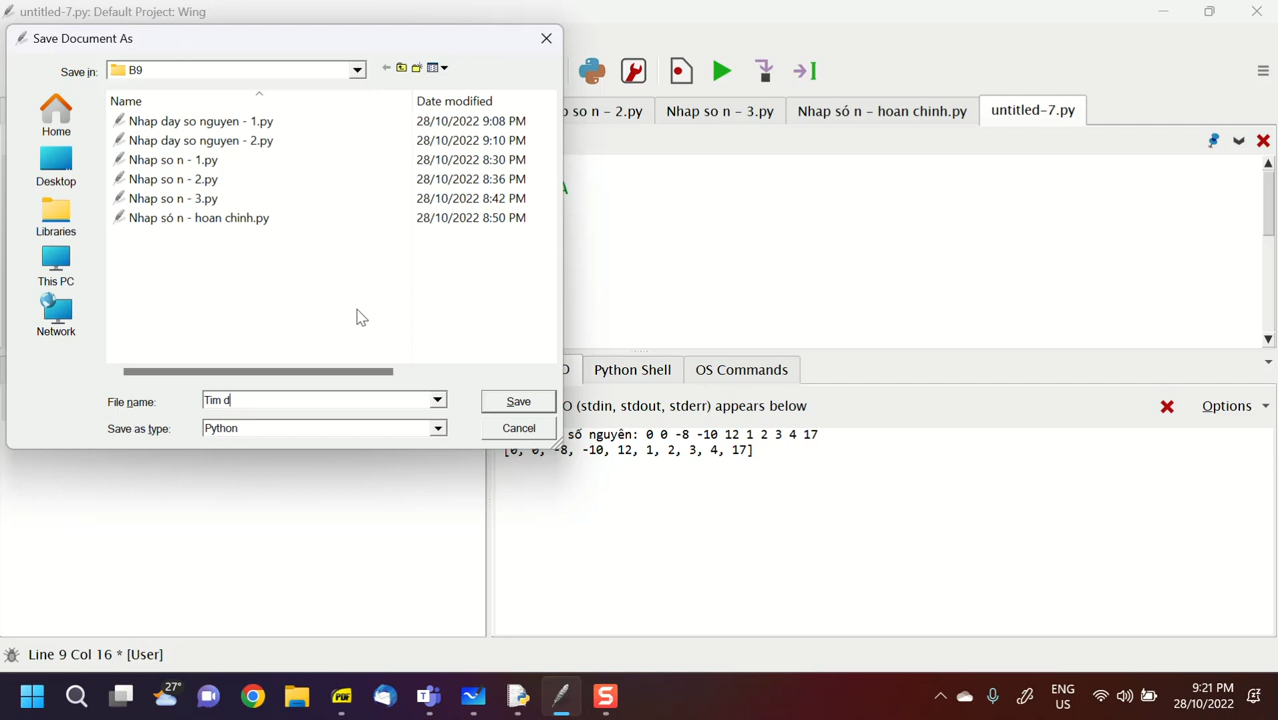 untitled-7.py: Default Project: Wing
Save Document As
Save in: B9
Name Date modified
Nhap day so nguyen - 1.py 28/10/2022 9:08 PM
Nhap day so nguyen - 2.py 28/10/2022 9:10 PM
Nhap so n - 1.py 28/10/2022 8:30 PM
Nhap so n - 2.py 28/10/2022 8:36 PM
Nhap so n - 3.py 28/10/2022 8:42 PM
Nhap só n - hoan chinh.py 28/10/2022 8:50 PM
Home
Desktop
Libraries
This PC
Network
File name: Tim d
Save
Save as type: Python
Cancel
so n - 2.py Nhap so n - 3.py Nhap só n - hoan chinh.py untitled-7.py
A
Python Shell OS Commands
(stdin, stdout, stderr) appears below Options
số nguyên: 0 0 -8 -10 12 1 2 3 4 17
[0, 0, -8, -10, 12, 1, 2, 3, 4, 17]
Line 9 Col 16 * [User]
27°
PDF
S
ENG
US
9:21 PM
28/10/2022